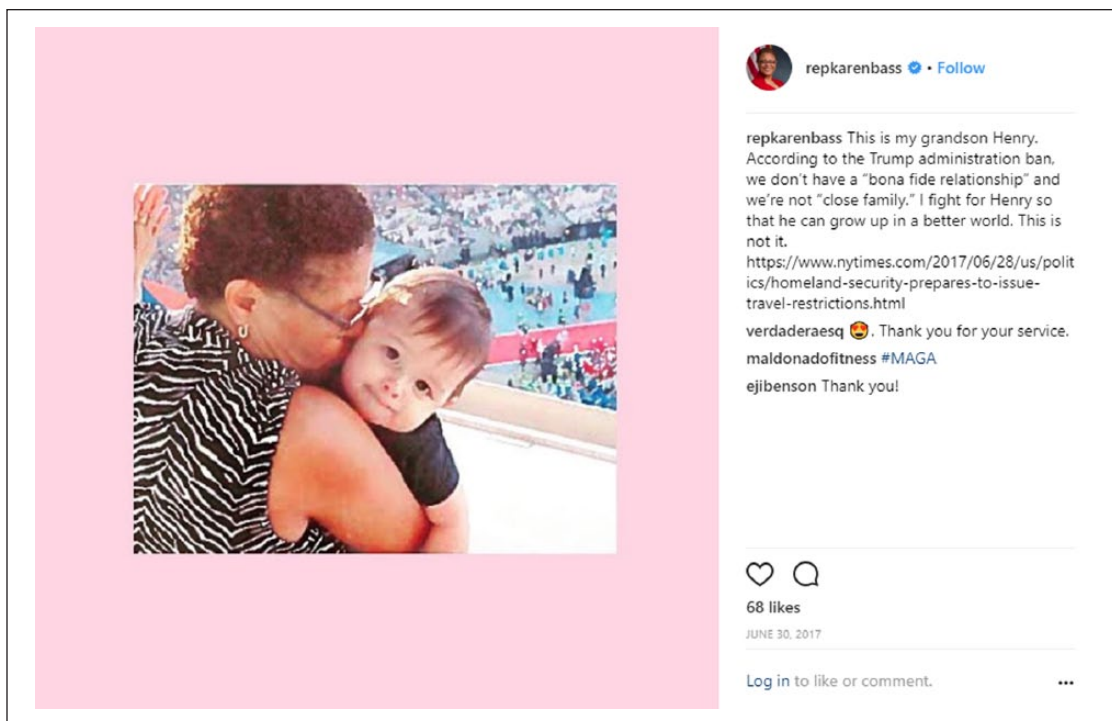 repkarenbass • Follow
repkarenbass This is my grandson Henry.
According to the Trump administration ban,
we don't have a "bona fide relationship" and
we're not "close family." I fight for Henry so
that he can grow up in a better world. This is
not it.
https://www.nytimes.com/2017/06/28/us/polit
ics/homeland-security-prepares-to-issue-
travel-restrictions.html
verdaderaesq 😍. Thank you for your service.
maldonadofitness #MAGA
ejibenson Thank you!
68 likes
JUNE 30, 2017
Log in to like or comment.